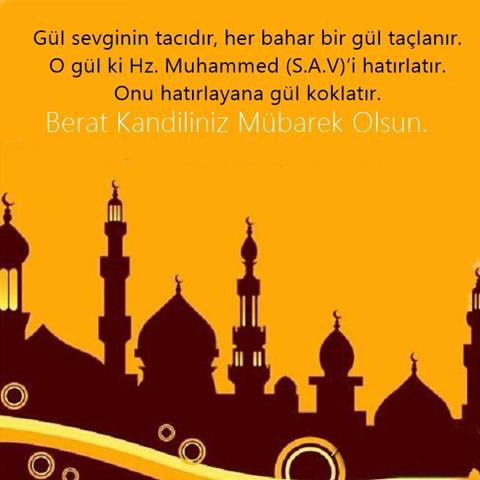 Gül sevginin tacıdır, her bahar bir gül taçlanır.
O gül ki Hz. Muhammed (S.A.V)'i hatırlatır.
Onu hatırlayana gül koklatır.
Berat Kandiliniz Mübarek Olsun.